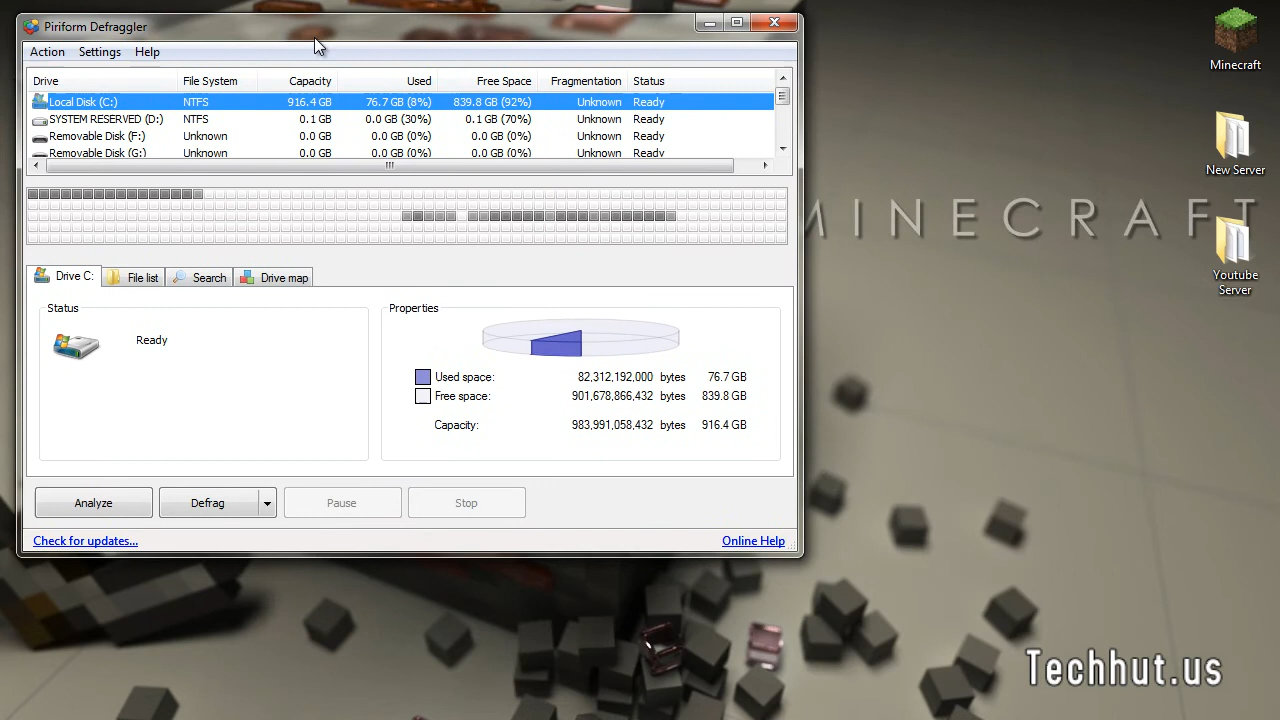 Piriform Defraggler
Action Settings Help
Drive File System Capacity Used Free Space Fragmentation Status
Local Disk (C:) NTFS 916.4 GB 76.7 GB (8%) 839.8 GB (92%) Unknown Ready
SYSTEM RESERVED (D:) NTFS 0.1 GB 0.0 GB (30%) 0.1 GB (70%) Unknown Ready
Removable Disk (F:) Unknown 0.0 GB 0.0 GB (0%) 0.0 GB (0%) Unknown Ready
Removable Disk (G:) Unknown 0.0 GB 0.0 GB (0%) 0.0 GB (0%) Unknown Ready
Drive C: File list Search Drive map
Status
Ready
Properties
Used space: 82,312,192,000 bytes 76.7 GB
Free space: 901,678,866,432 bytes 839.8 GB
Capacity: 983,991,058,432 bytes 916.4 GB
Analyze Defrag Pause Stop
Check for updates... Online Help
MINECRAFT
Minecraft
New Server
Youtube
Server
Techhut.us